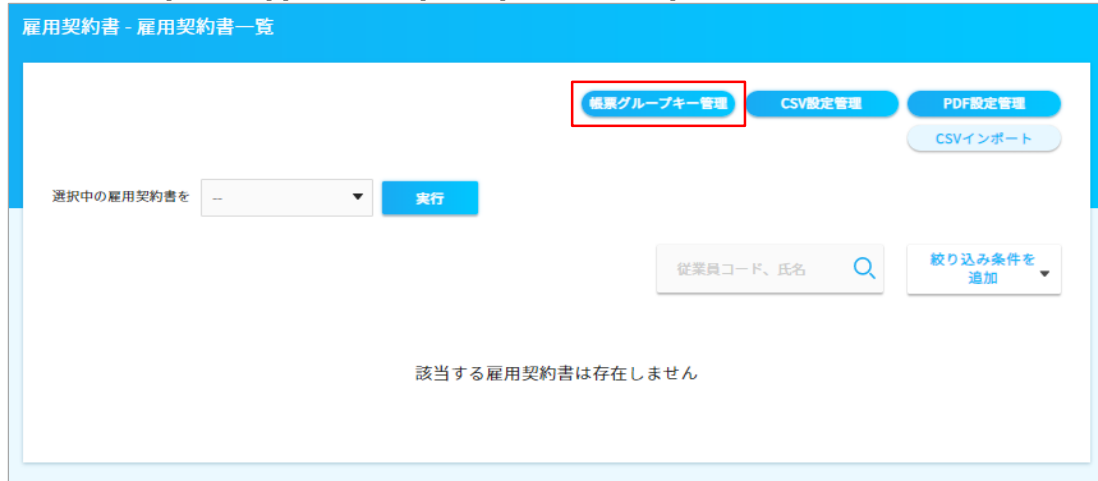 雇用契約書 - 雇用契約書一覧
帳票グループキー管理 CSV設定管理 PDF設定管理
CSVインポート
選択中の雇用契約書を -- 実行
従業員コード、氏名 絞り込み条件を
追加
該当する雇用契約書は存在しません